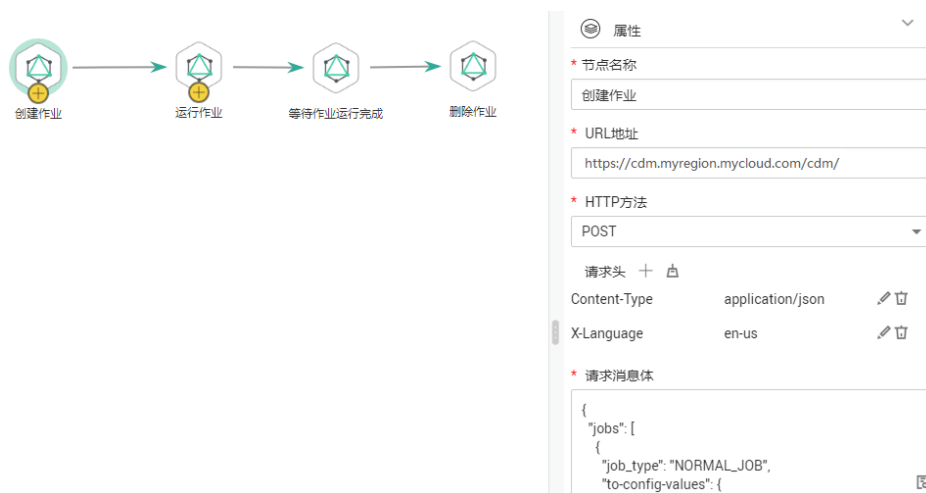 创建作业
运行作业
等待作业运行完成
删除作业
属性
* 节点名称
创建作业
* URL地址
https://cdm.myregion.mycloud.com/cdm/
* HTTP方法
POST
请求头
Content-Type application/json
X-Language en-us
* 请求消息体
{
"jobs": [
{
"job_type": "NORMAL_JOB",
"to-config-values": {